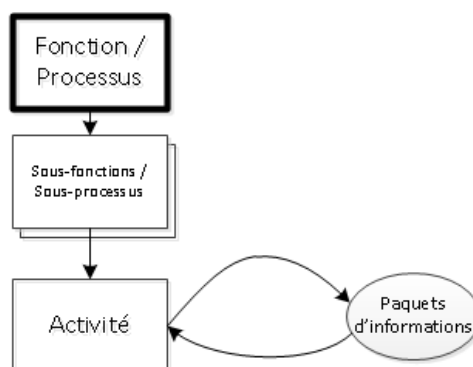 Fonction /
Processus
Sous-fonctions /
Sous-processus
Activité
Paquets
d'informations